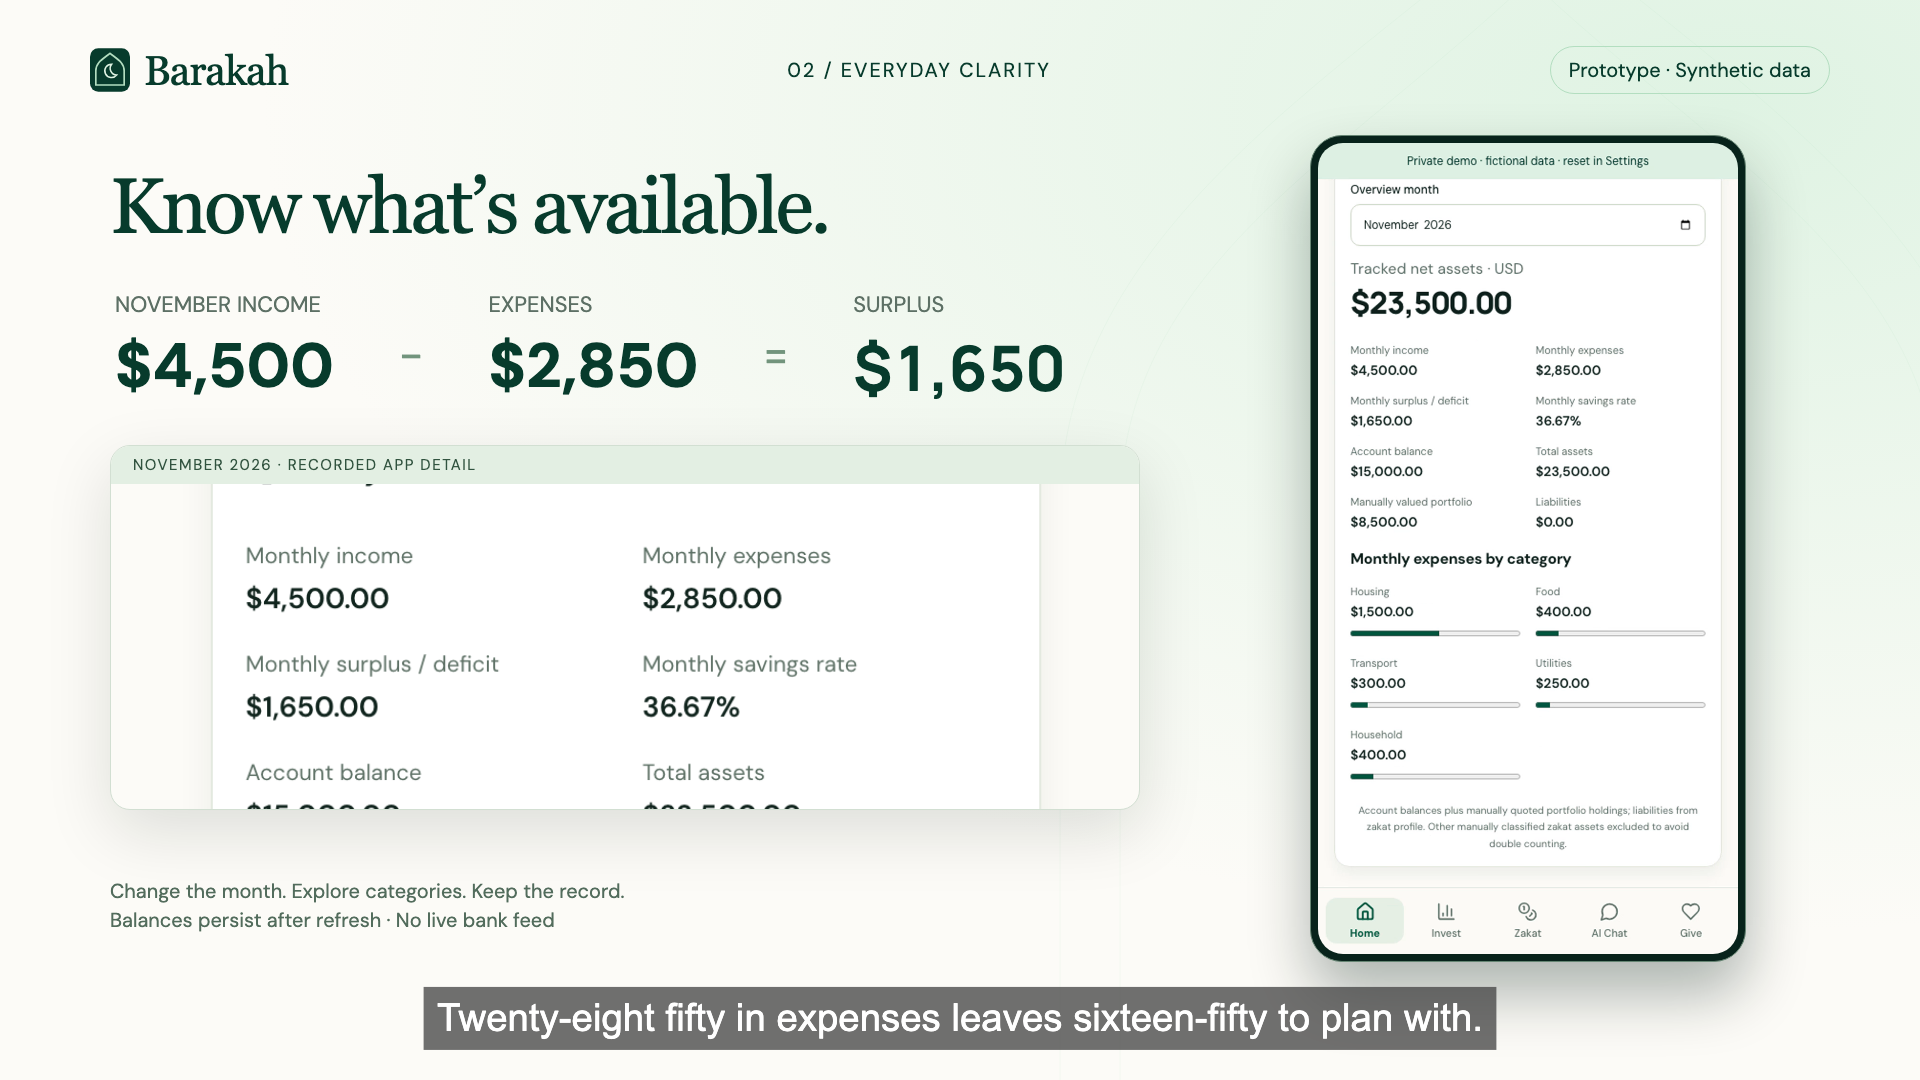 Barakah
02 / EVERYDAY CLARITY
Prototype · Synthetic data
Know what's available.
NOVEMBER INCOME
$4,500
-
EXPENSES
$2,850
=
SURPLUS
$1,650
NOVEMBER 2026 · RECORDED APP DETAIL
Monthly income
$4,500.00
Monthly expenses
$2,850.00
Monthly surplus / deficit
$1,650.00
Monthly savings rate
36.67%
Account balance
Total assets
Change the month. Explore categories. Keep the record.
Balances persist after refresh · No live bank feed
Private demo · fictional data · reset in Settings
Overview month
November 2026
Tracked net assets · USD
$23,500.00
Monthly income
$4,500.00
Monthly expenses
$2,850.00
Monthly surplus / deficit
$1,650.00
Monthly savings rate
36.67%
Account balance
$15,000.00
Total assets
$23,500.00
Manually valued portfolio
$8,500.00
Liabilities
$0.00
Monthly expenses by category
Housing
$1,500.00
Food
$400.00
Transport
$300.00
Utilities
$250.00
Household
$400.00
Account balances plus manually quoted portfolio holdings; liabilities from
zakat profile. Other manually classified zakat assets excluded to avoid
double counting.
Home
Invest
Zakat
AI Chat
Give
Twenty-eight fifty in expenses leaves sixteen-fifty to plan with.